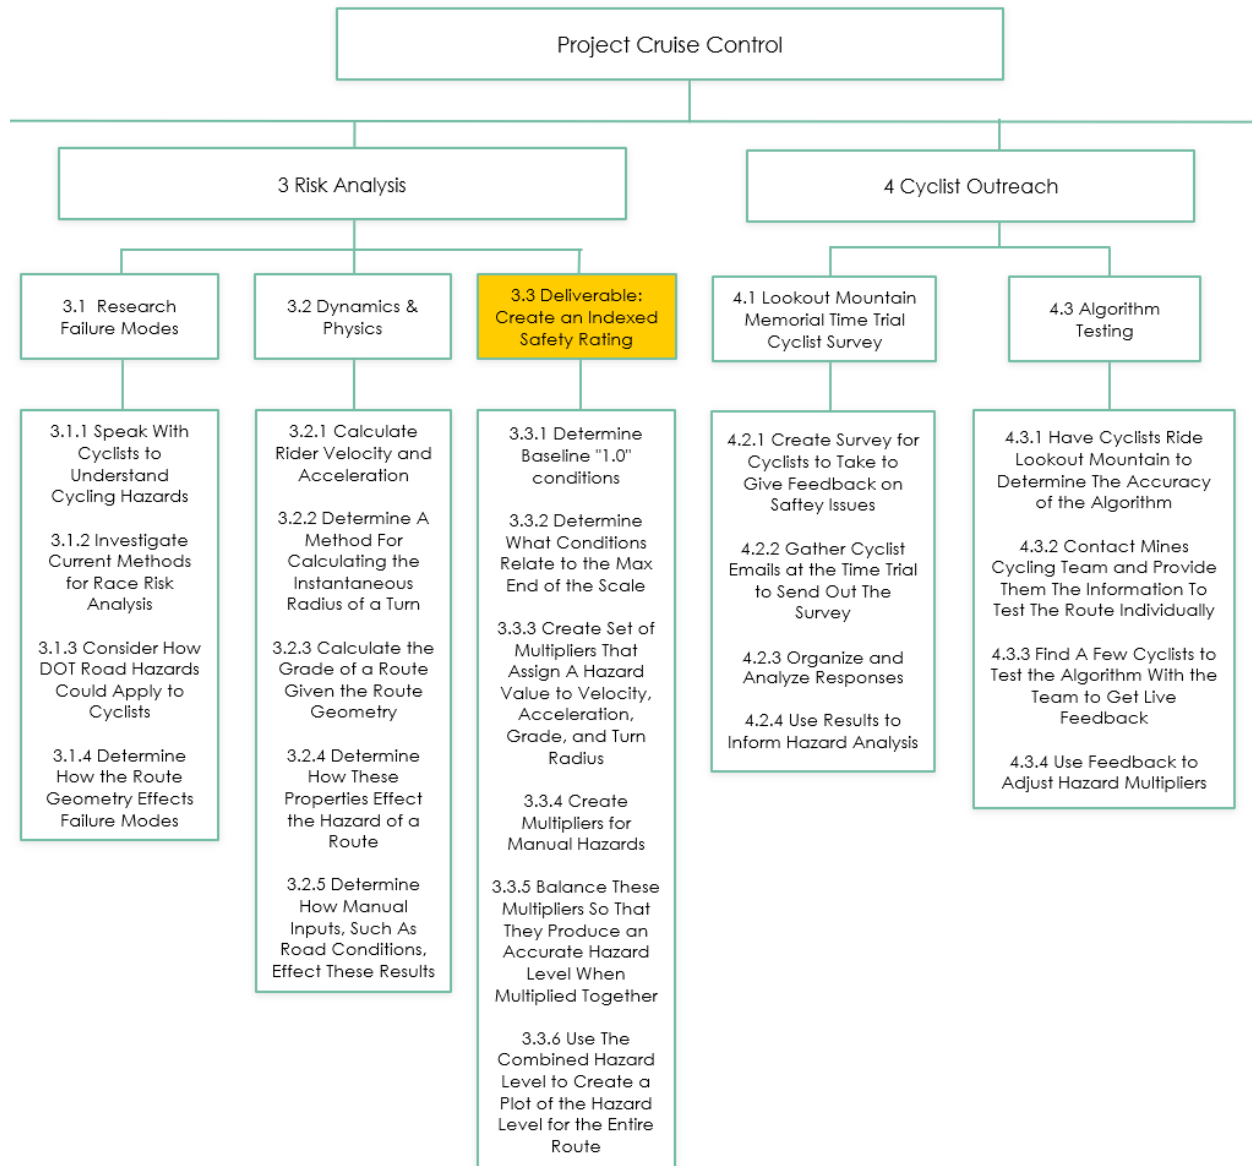 Project Cruise Control
3 Risk Analysis
4 Cyclist Outreach
3.1  Research
Failure Modes
3.2 Dynamics &
Physics
3.3 Deliverable:
Create an Indexed
Safety Rating
4.1 Lookout Mountain
Memorial Time Trial
Cyclist Survey
4.3 Algorithm
Testing
3.1.1 Speak With
Cyclists to
Understand
Cycling Hazards
3.1.2 Investigate
Current Methods
for Race Risk
Analysis
3.1.3 Consider How
DOT Road Hazards
Could Apply to
Cyclists
3.1.4 Determine
How the Route
Geometry Effects
Failure Modes
3.2.1 Calculate
Rider Velocity and
Acceleration
3.2.2 Determine A
Method For
Calculating the
Instantaneous
Radius of a Turn
3.2.3 Calculate the
Grade of a Route
Given the Route
Geometry
3.2.4 Determine
How These
Properties Effect
the Hazard of a
Route
3.2.5 Determine
How Manual
Inputs, Such As
Road Conditions,
Effect These Results
3.3.1 Determine
Baseline "1.0"
conditions
3.3.2 Determine
What Conditions
Relate to the Max
End of the Scale
3.3.3 Create Set of
Multipliers That
Assign A Hazard
Value to Velocity,
Acceleration,
Grade, and Turn
Radius
3.3.4 Create
Multipliers for
Manual Hazards
3.3.5 Balance These
Multipliers So That
They Produce an
Accurate Hazard
Level When
Multiplied Together
3.3.6 Use The
Combined Hazard
Level to Create a
Plot of the Hazard
Level for the Entire
Route
4.2.1 Create Survey for
Cyclists to Take to
Give Feedback on
Saftey Issues
4.2.2 Gather Cyclist
Emails at the Time Trial
to Send Out The
Survey
4.2.3 Organize and
Analyze Responses
4.2.4 Use Results to
Inform Hazard Analysis
4.3.1 Have Cyclists Ride
Lookout Mountain to
Determine The Accuracy
of the Algorithm
4.3.2 Contact Mines
Cycling Team and Provide
Them The Information To
Test The Route Individually
4.3.3 Find A Few Cyclists to
Test the Algorithm With the
Team to Get Live
Feedback
4.3.4 Use Feedback to
Adjust Hazard Multipliers